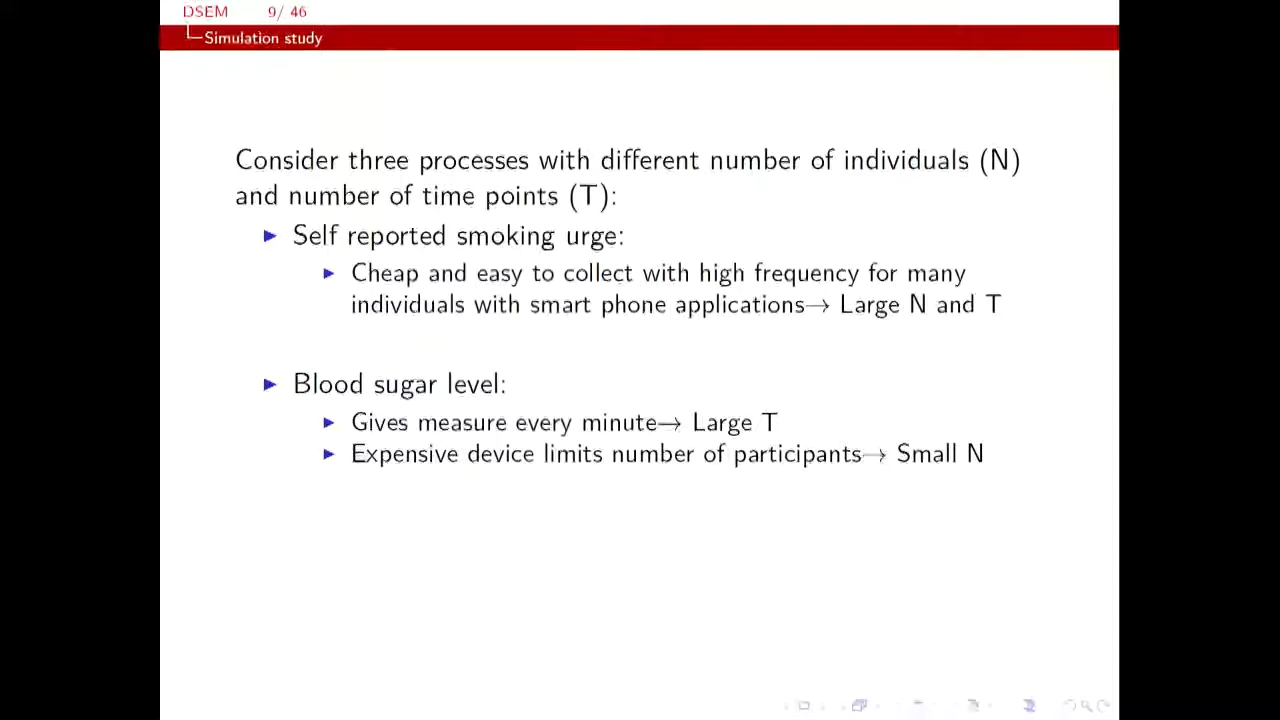 DSEM 9/ 46
Simulation study
Consider three processes with different number of individuals (N)
and number of time points (T):
► Self reported smoking urge:
► Cheap and easy to collect with high frequency for many
individuals with smart phone applications→ Large N and T
► Blood sugar level:
► Gives measure every minute→ Large T
► Expensive device limits number of participants→ Small N